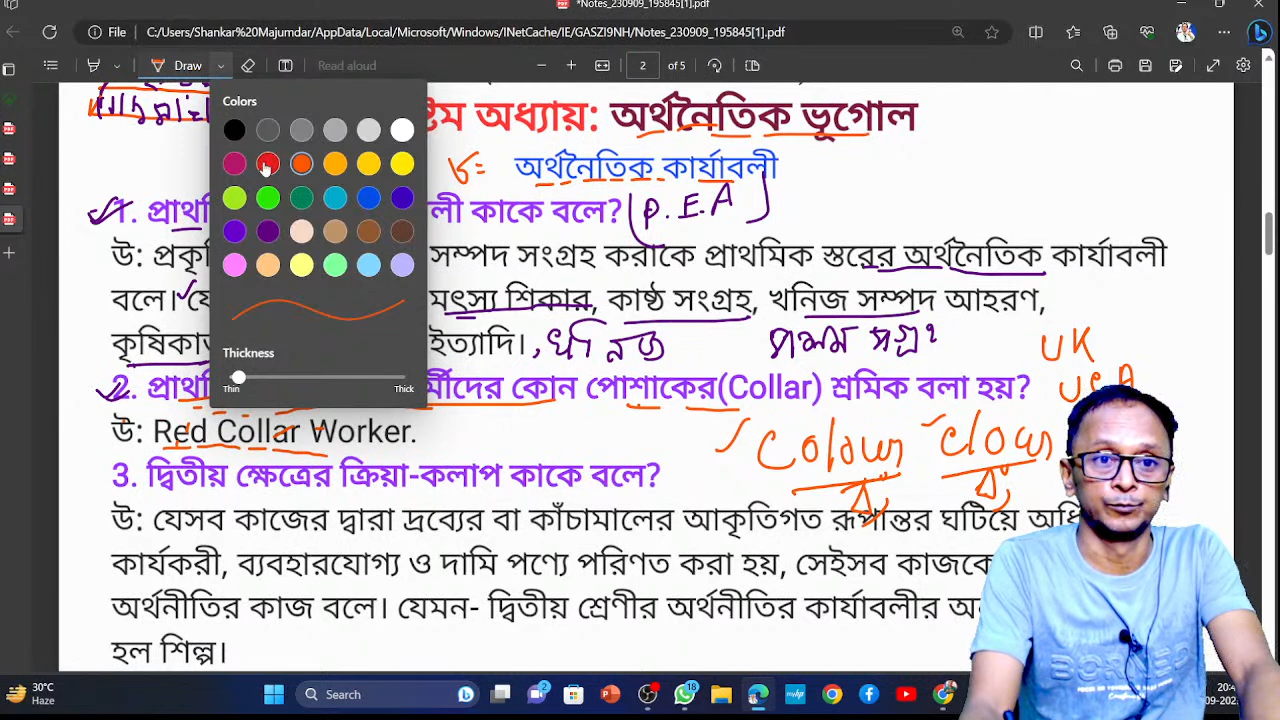 *Notes_230909_195845[1].pdf
File C:/Users/Shankar%20Majumdar/AppData/Local/Microsoft/Windows/INetCache/IE/GASZI9NH/Notes_230909_195845[1].pdf
Draw Read aloud 2 of 5
Colors
Thickness
Thin Thick
ষ্টম অধ্যায়: অর্থনৈতিক ভূগোল
অর্থনৈতিক কার্যাবলী
1. প্রাথ লী কাকে বলে? (P.E.A)
উ: প্রকৃ সম্পদ সংগ্রহ করাকে প্রাথমিক স্তরের অর্থনৈতিক কার্যাবলী
বলে। যে মৎস্য শিকার, কাষ্ঠ সংগ্রহ, খনিজ সম্পদ আহরণ,
কৃষিকা ইত্যাদি।
UK
USA
2. প্রাথ র্মীদের কোন পোশাকের(Collar) শ্রমিক বলা হয়?
উ: Red Collar Worker.
Colour
3. দ্বিতীয় ক্ষেত্রের ক্রিয়া-কলাপ কাকে বলে?
উ: যেসব কাজের দ্বারা দ্রব্যের বা কাঁচামালের আকৃতিগত রূপান্তর ঘটিয়ে অধি
কার্যকরী, ব্যবহারযোগ্য ও দামি পণ্যে পরিণত করা হয়, সেইসব কাজকে
অর্থনীতির কাজ বলে। যেমন- দ্বিতীয় শ্রেণীর অর্থনীতির কার্যাবলীর অ
হল শিল্প।
30°C
Haze
Search
18